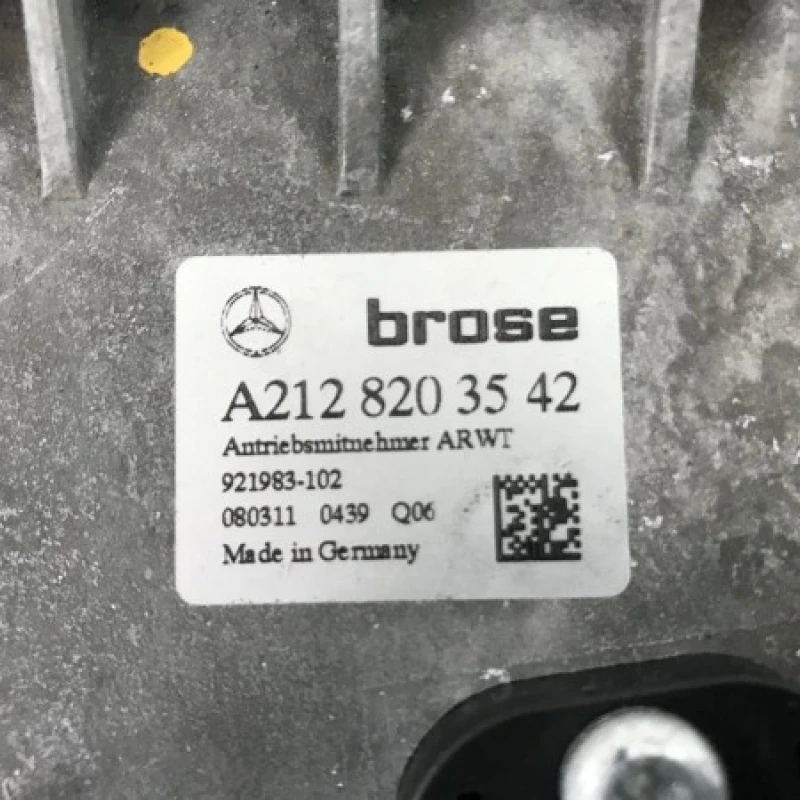 brose
A212 820 35 42
Antriebsmitnehmer ARWT
921983-102
080311 0439 Q06
Made in Germany